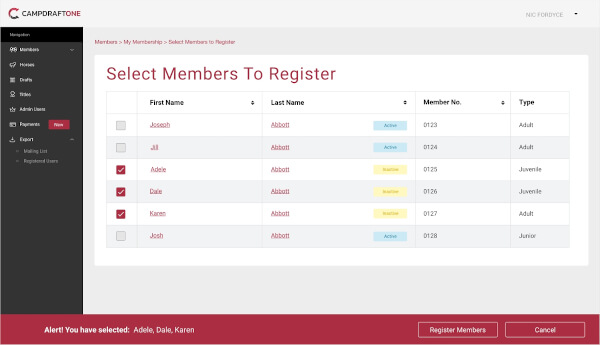 CAMPDRAFTONE
NIC FORDYCE
Navigation
Members
Horses
Drafts
Titles
Admin Users
Payments New
Export
Mailing List
Registered Users
Members > My Membership > Select Members to Register
Select Members To Register
First Name Last Name Member No. Type
Joseph Abbott Active 0123 Adult
Jill Abbott Active 0124 Adult
Adele Abbott Inactive 0125 Juvenile
Dale Abbott Inactive 0126 Juvenile
Karen Abbott Inactive 0127 Adult
Josh Abbott Active 0128 Junior
Alert! You have selected: Adele, Dale, Karen
Register Members
Cancel